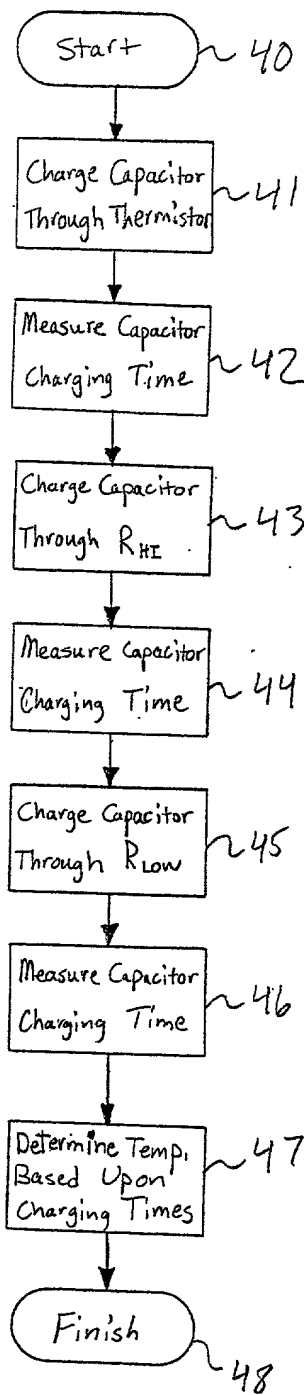 Start
40
Charge Capacitor
Through Thermistor
41
Measure Capacitor
Charging Time
42
Charge Capacitor
Through RHI
43
Measure Capacitor
Charging Time
44
Charge Capacitor
Through RLOW
45
Measure Capacitor
Charging Time
46
Determine Temp.
Based Upon
Charging Times
47
Finish
48